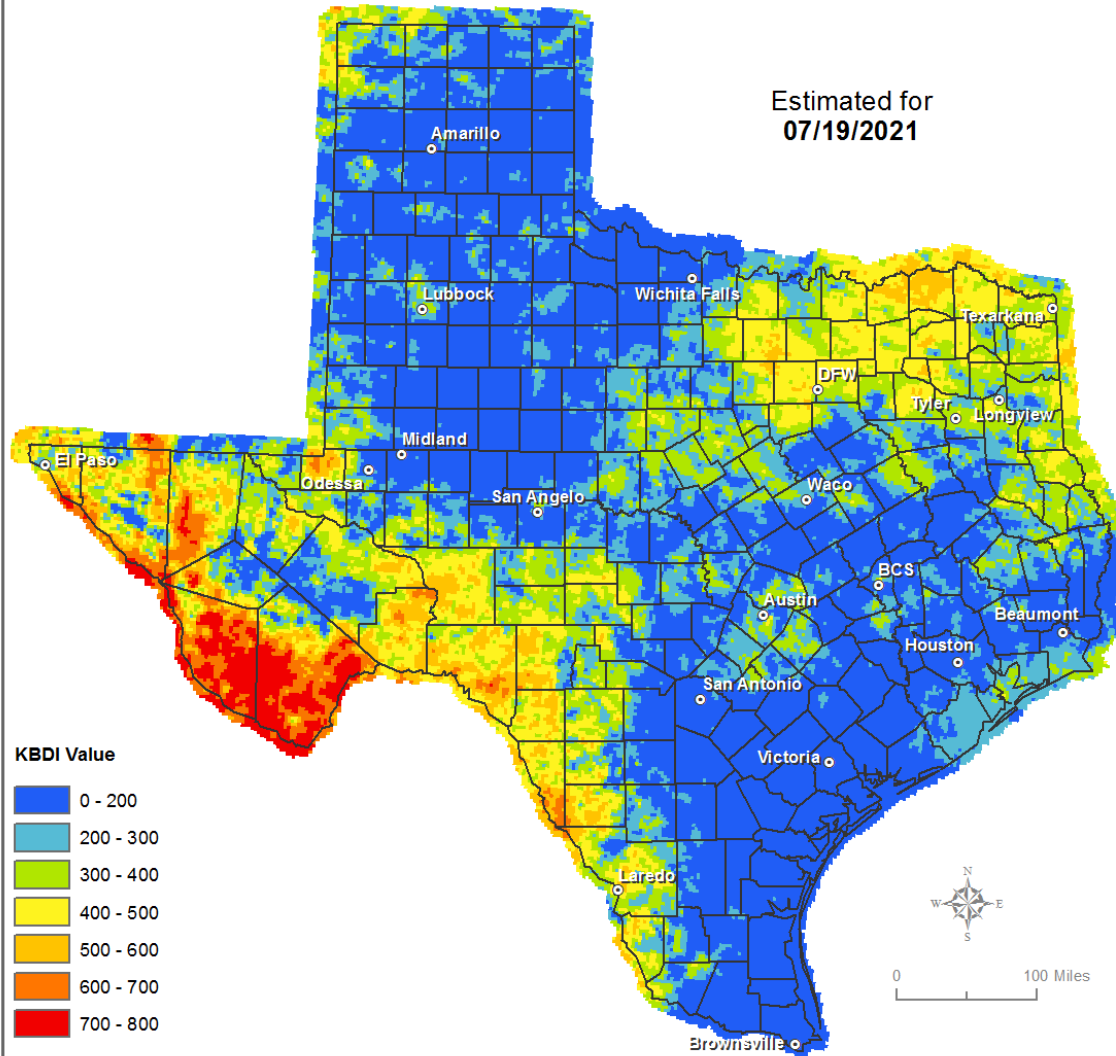 Estimated for
07/19/2021
Amarillo
Lubbock
Wichita Falls
Texarkana
DFW
Tyler
Longview
Midland
El Paso
Odessa
San Angelo
Waco
BCS
Austin
Beaumont
Houston
San Antonio
Victoria
Laredo
Brownsville
KBDI Value
0 - 200
200 - 300
300 - 400
400 - 500
500 - 600
600 - 700
700 - 800
N
W E
S
0 100 Miles